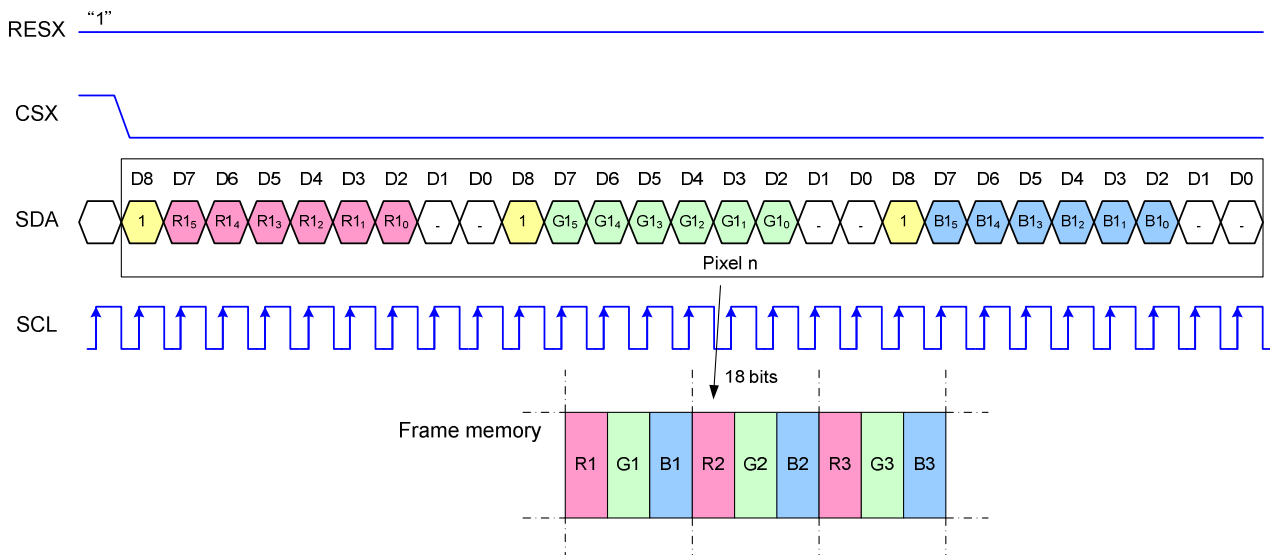 RESX “1”
CSX
D8 D7 D6 D5 D4 D3 D2 D1 D0 D8 D7 D6 D5 D4 D3 D2 D1 D0 D8 D7 D6 D5 D4 D3 D2 D1 D0
SDA 1 R1₅ R1₄ R1₃ R1₂ R1₁ R1₀ - - 1 G1₅ G1₄ G1₃ G1₂ G1₁ G1₀ - - 1 B1₅ B1₄ B1₃ B1₂ B1₁ B1₀ - -
Pixel n
SCL
18 bits
Frame memory
R1 G1 B1 R2 G2 B2 R3 G3 B3